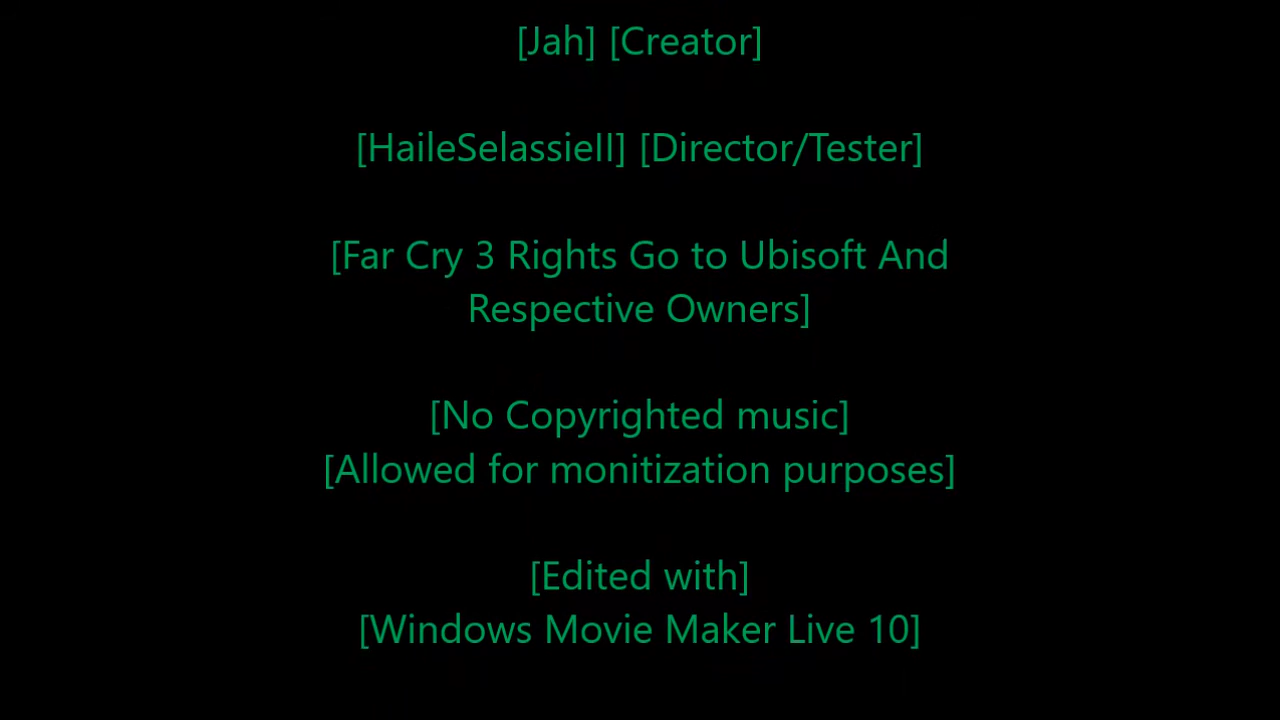 [Jah] [Creator]
[HaileSelassieII] [Director/Tester]
[Far Cry 3 Rights Go to Ubisoft And
Respective Owners]
[No Copyrighted music]
[Allowed for monitization purposes]
[Edited with]
[Windows Movie Maker Live 10]